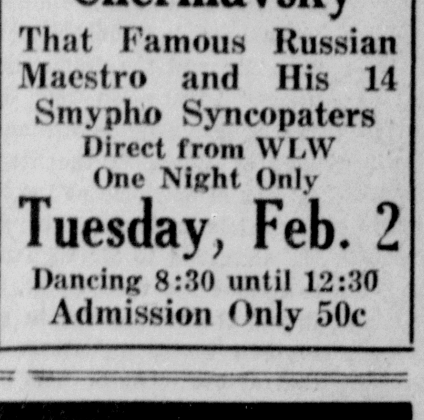 That Famous Russian
Maestro and His 14
Smypho Syncopaters
Direct from WLW
One Night Only
Tuesday, Feb. 2
Dancing 8:30 until 12:30
Admission Only 50c